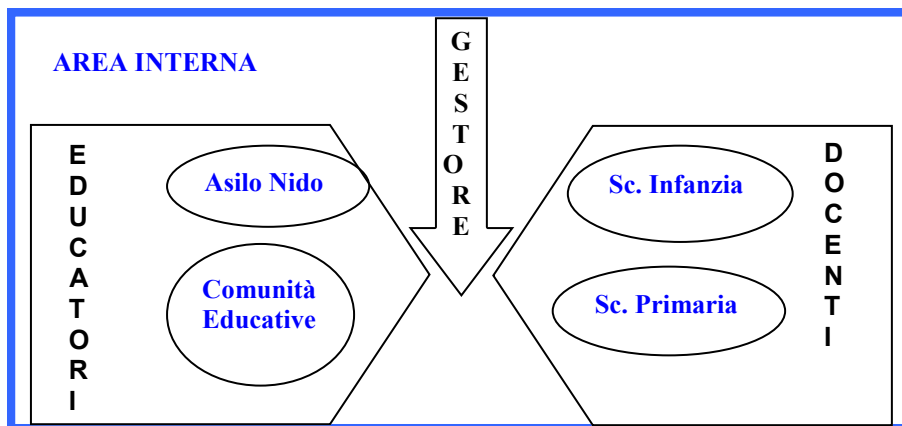 AREA INTERNA
GESTORE
EDUCATORI
Asilo Nido
Comunità
Educative
Sc. Infanzia
Sc. Primaria
DOCENTI